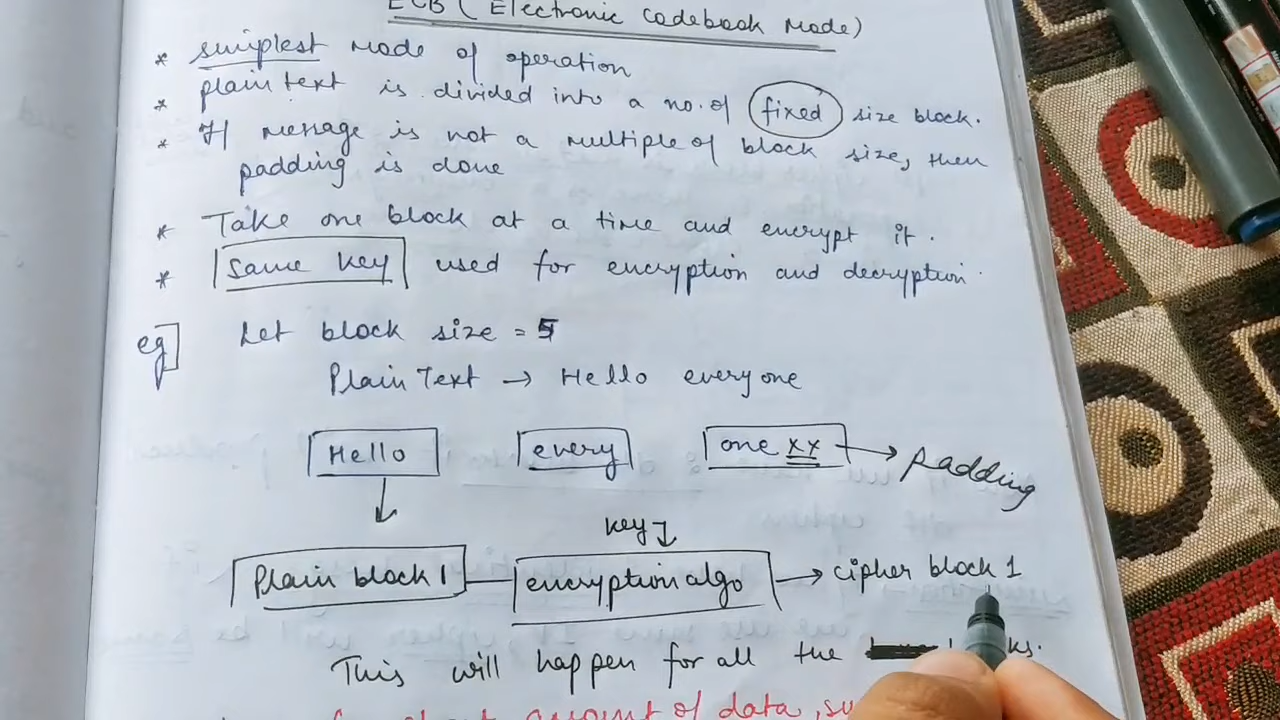 ECB ( Electronic Codebook Mode)
* simplest mode of operation
* plain text is divided into a no. of fixed size block.
* If message is not a multiple of block size, then
padding is done
* Take one block at a time and encrypt it.
* Same key used for encryption and decryption.
eg] Let block size = 5
Plain Text → Hello everyone
Hello every one xx → padding
key
Plain block 1 encryption algo → cipher block 1
This will happen for all the
amount of data,